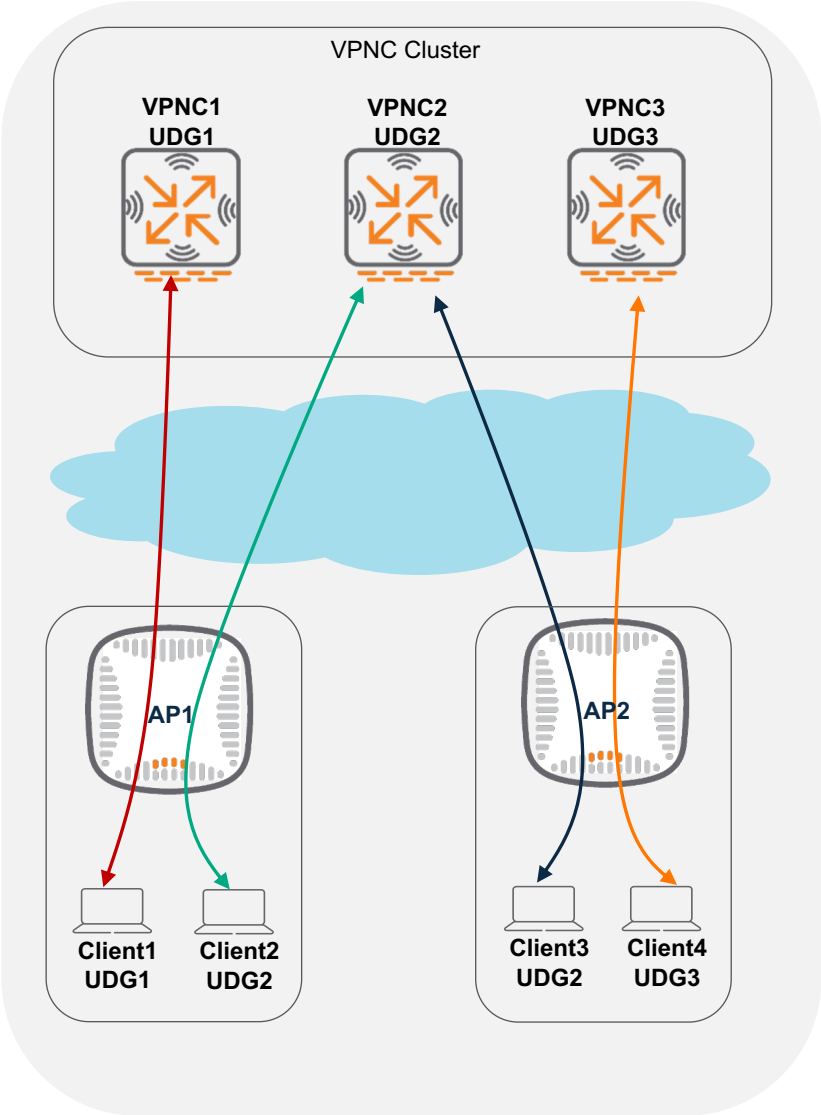 VPNC Cluster
VPNC1
UDG1
VPNC2
UDG2
VPNC3
UDG3
AP1
AP2
Client1
UDG1
Client2
UDG2
Client3
UDG2
Client4
UDG3